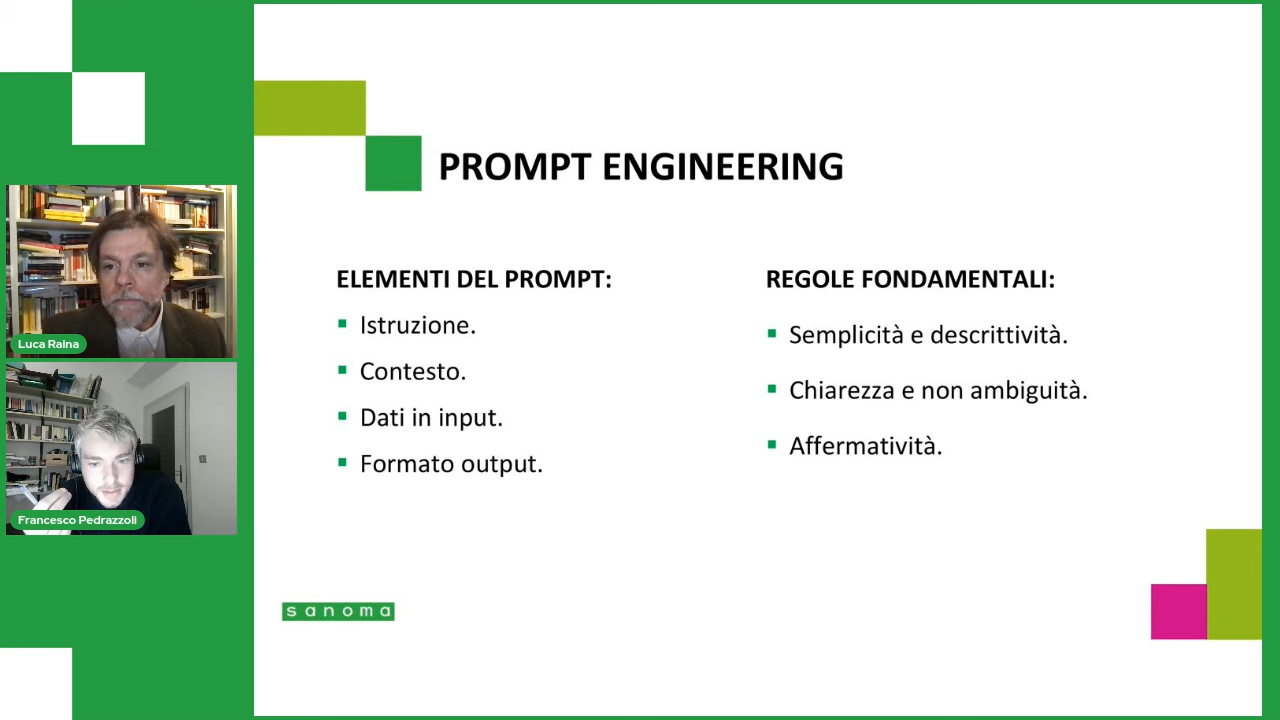 PROMPT ENGINEERING
ELEMENTI DEL PROMPT:
Istruzione.
Contesto.
Dati in input.
Formato output.
REGOLE FONDAMENTALI:
Semplicità e descrittività.
Chiarezza e non ambiguità.
Affermatività.
Luca Raina
Francesco Pedrazzoli
sanoma